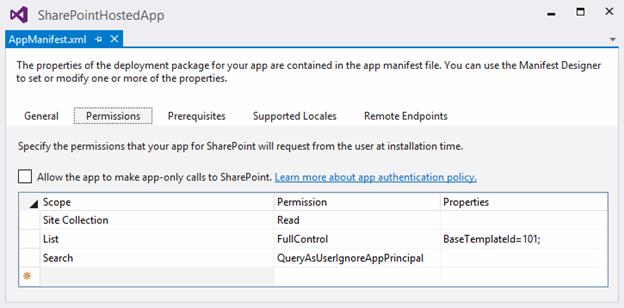 SharePointHostedApp
AppManifest.xml
The properties of the deployment package for your app are contained in the app manifest file. You can use the Manifest Designer
to set or modify one or more of the properties.
General Permissions Prerequisites Supported Locales Remote Endpoints
Specify the permissions that your app for SharePoint will request from the user at installation time.
Allow the app to make app-only calls to SharePoint. Learn more about app authentication policy.
Scope Permission Properties
Site Collection Read
List FullControl BaseTemplateId=101;
Search QueryAsUserIgnoreAppPrincipal